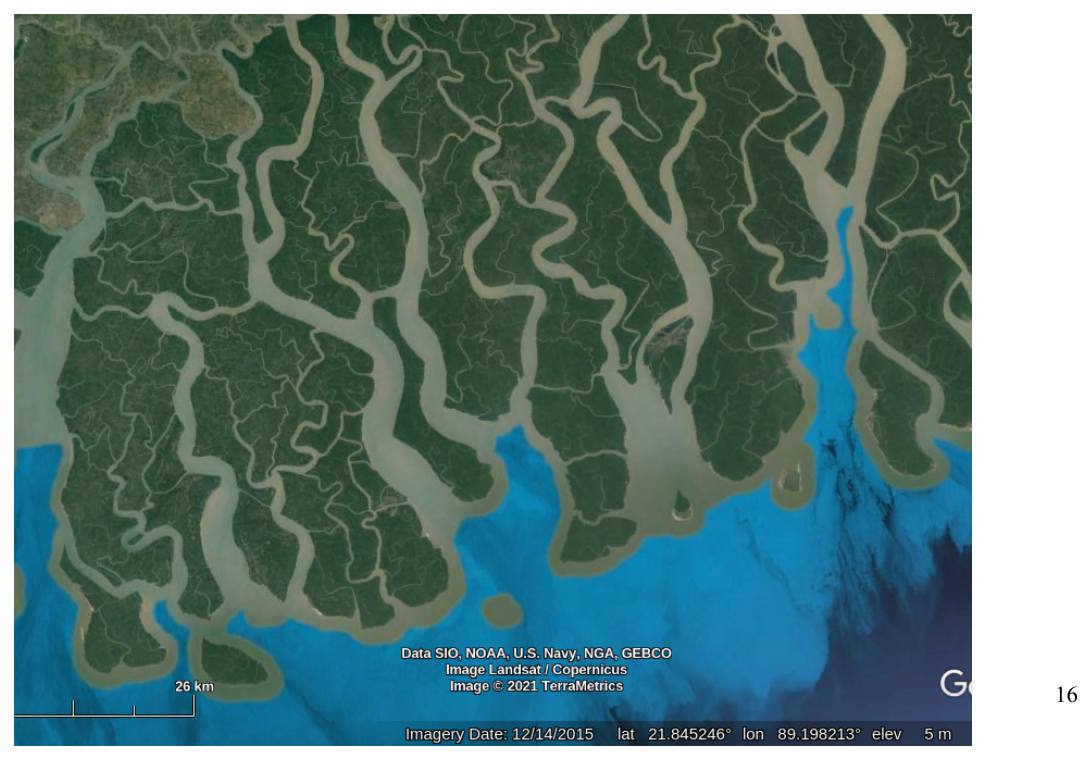 Data SIO, NOAA, U.S. Navy, NGA, GEBCO
Image Landsat / Copernicus
Image © 2021 TerraMetrics
26 km
Go
Imagery Date: 12/14/2015 lat 21.845246° lon 89.198213° elev 5 m
16